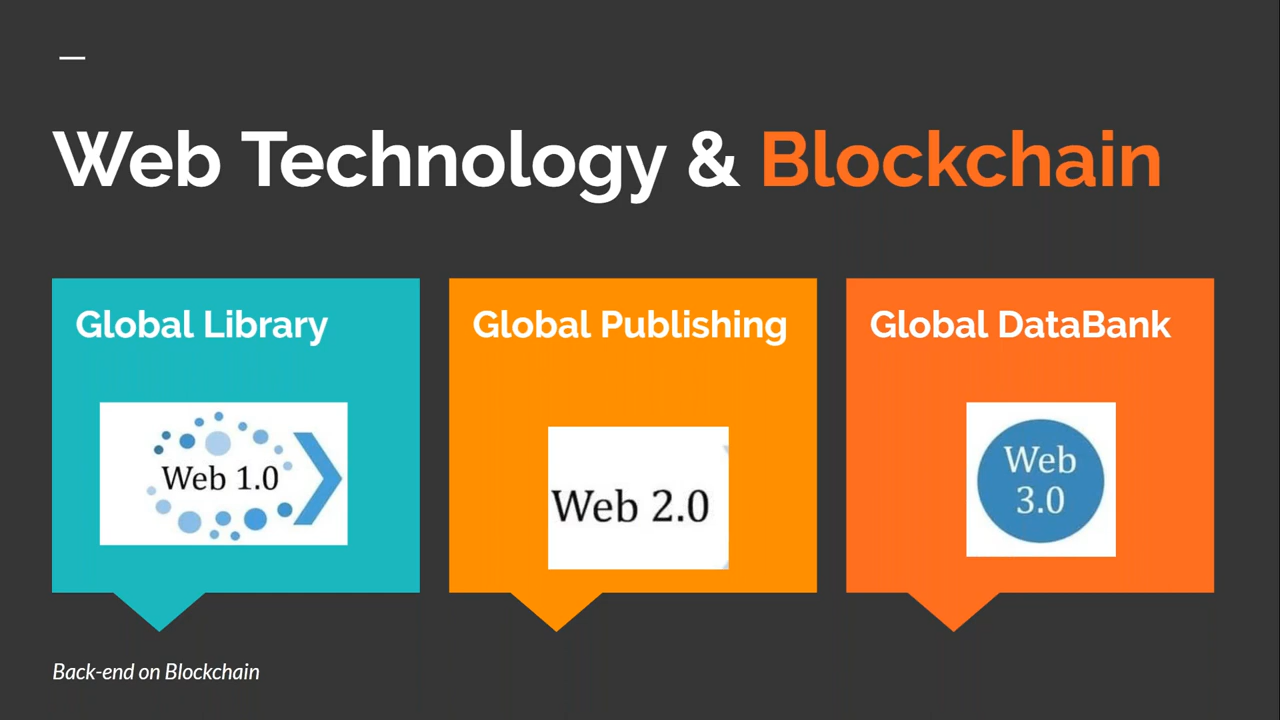 Web Technology & Blockchain
Global Library
Web 1.0
Global Publishing
Web 2.0
Global DataBank
Web
3.0
Back-end on Blockchain